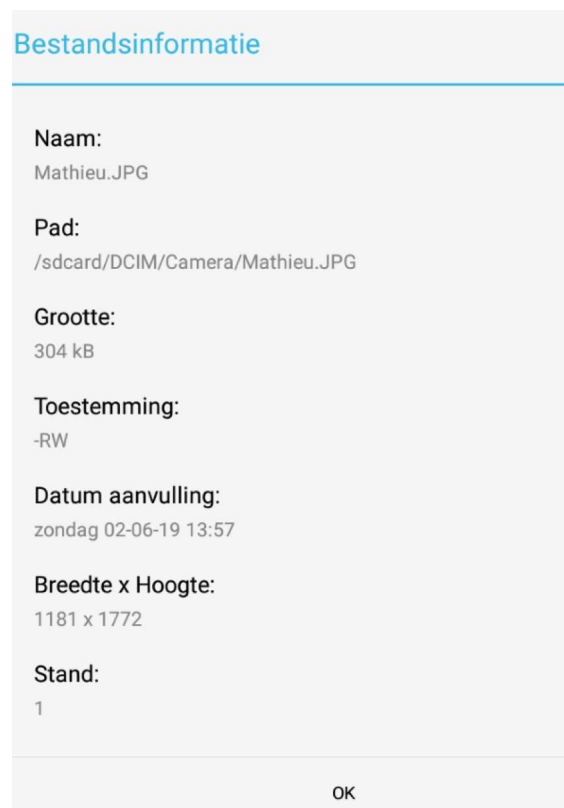 Bestandsinformatie
Naam:
Mathieu.JPG
Pad:
/sdcard/DCIM/Camera/Mathieu.JPG
Grootte:
304 kB
Toestemming:
-RW
Datum aanvulling:
zondag 02-06-19 13:57
Breedte x Hoogte:
1181 x 1772
Stand:
1
OK